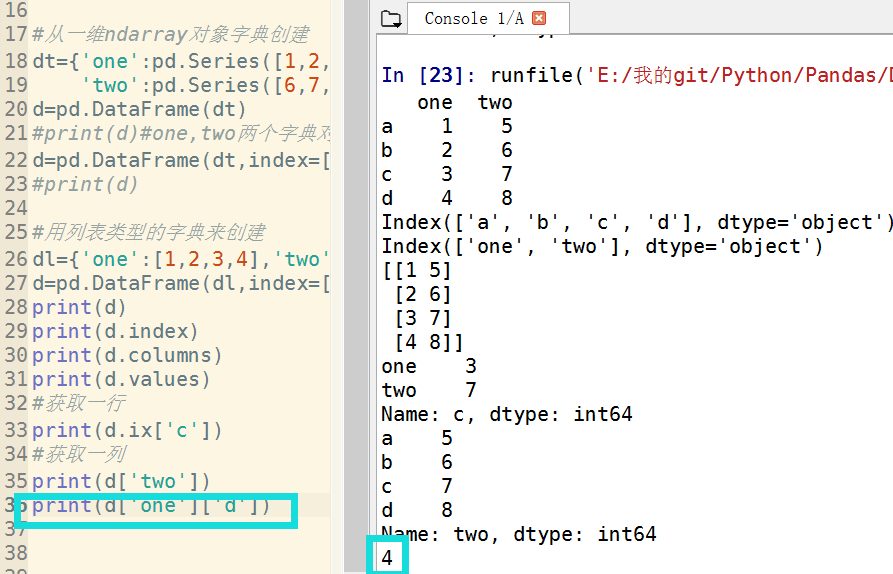 16
17 #从一维ndarray对象字典创建
18 dt={'one':pd.Series([1,2,
19     'two':pd.Series([6,7,
20 d=pd.DataFrame(dt)
21 #print(d)#one,two两个字典对
22 d=pd.DataFrame(dt,index=[
23 #print(d)
24
25 #用列表类型的字典来创建
26 dl={'one':[1,2,3,4],'two'
27 d=pd.DataFrame(dl,index=[
28 print(d)
29 print(d.index)
30 print(d.columns)
31 print(d.values)
32 #获取一行
33 print(d.ix['c'])
34 #获取一列
35 print(d['two'])
36 print(d['one']['d'])
37
38
Console 1/A
In [23]: runfile('E:/我的git/Python/Pandas/D
   one  two
a    1    5
b    2    6
c    3    7
d    4    8
Index(['a', 'b', 'c', 'd'], dtype='object')
Index(['one', 'two'], dtype='object')
[[1 5]
 [2 6]
 [3 7]
 [4 8]]
one    3
two    7
Name: c, dtype: int64
a    5
b    6
c    7
d    8
Name: two, dtype: int64
4